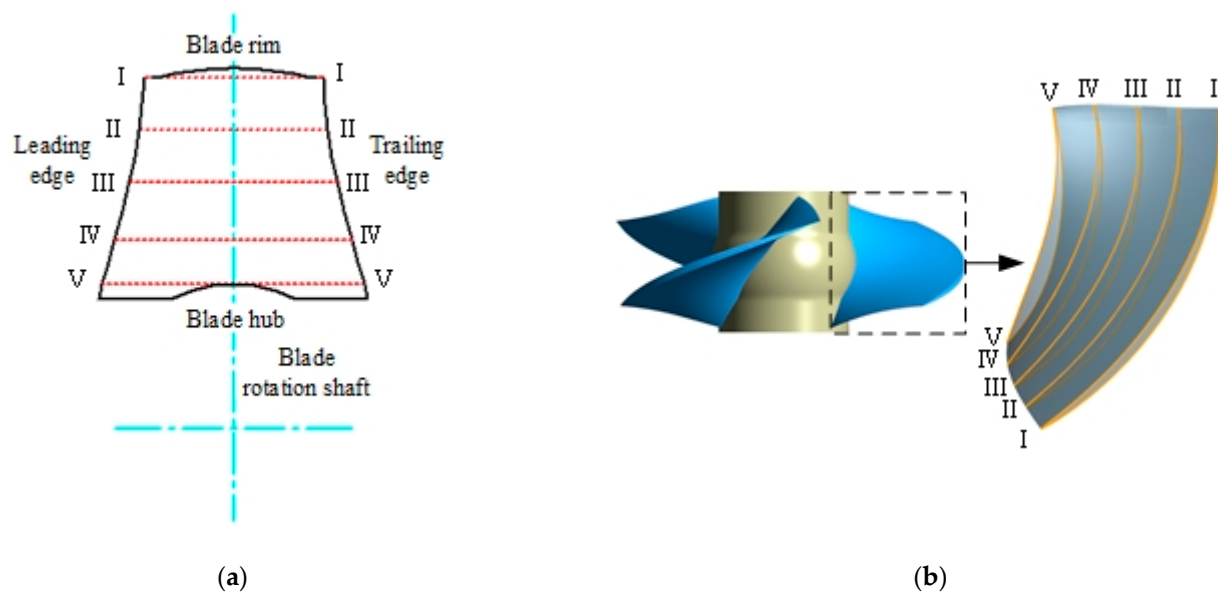 Blade rim
I I
II II
Leading
edge
Trailing
edge
III III
IV IV
V V
Blade hub
Blade
rotation shaft
(a)
V IV III II I
V
IV
III
II
I
(b)